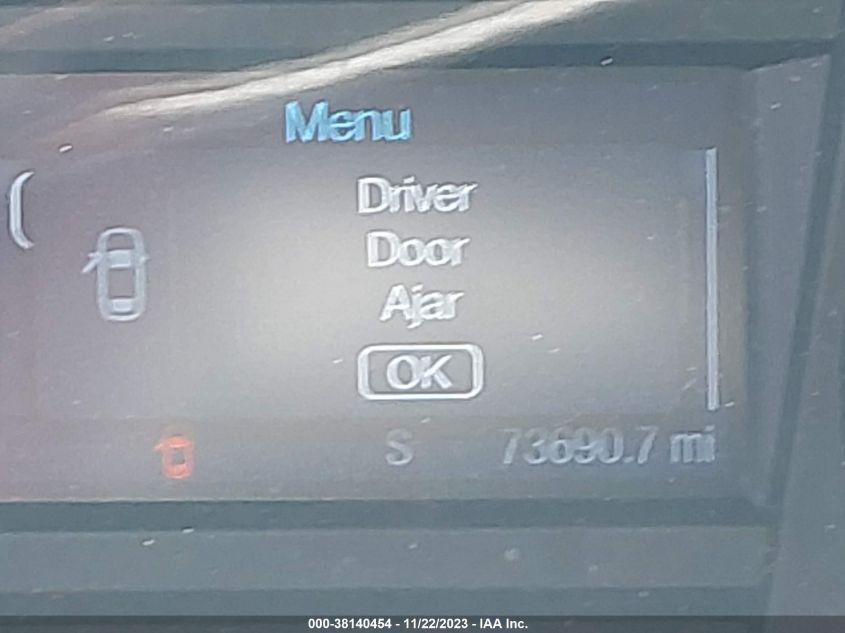 Menu
Driver
Door
Ajar
OK
S 73690.7 mi
000-38140454 - 11/22/2023 - IAA Inc.